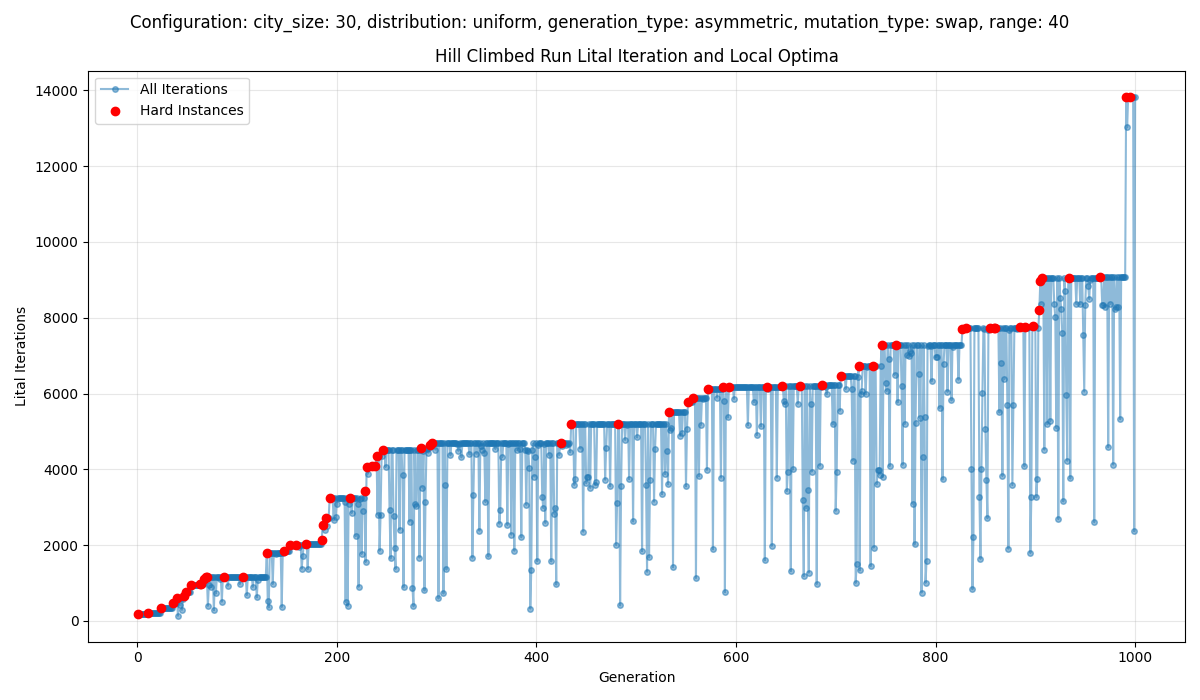 Configuration: city_size: 30, distribution: uniform, generation_type: asymmetric, mutation_type: swap, range: 40
Hill Climbed Run Lital Iteration and Local Optima
All Iterations
Hard Instances
14000
12000
10000
8000
6000
4000
2000
0
Lital Iterations
0 200 400 600 800 1000
Generation